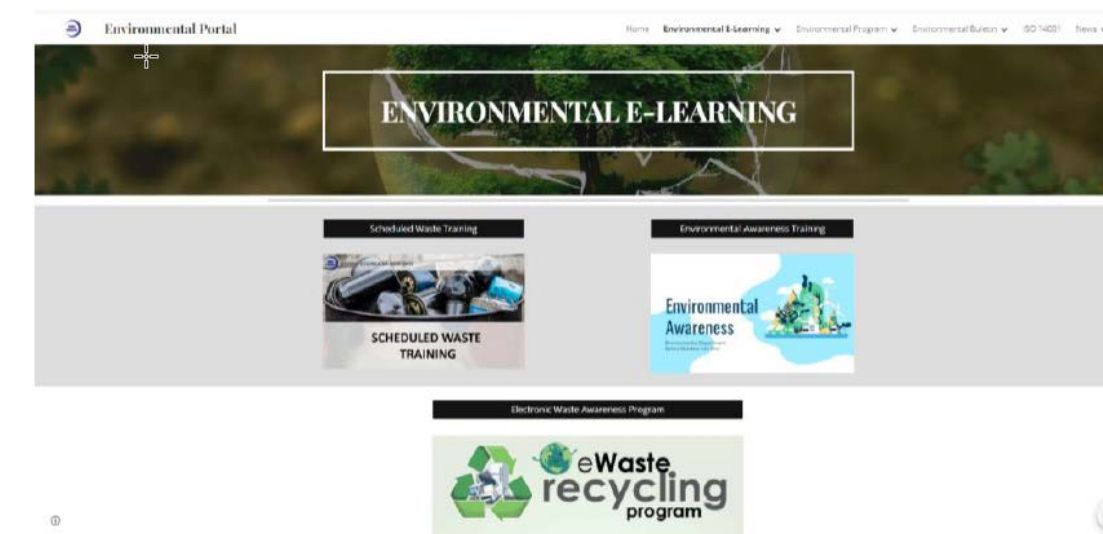 Environmental Portal
Home Environmental E-Learning Environmental Program Environmental Buletin ISO 14001 News
ENVIRONMENTAL E-LEARNING
Scheduled Waste Training
Environmental Awareness Training
SCHEDULED WASTE
TRAINING
Environmental
Awareness
Electronic Waste Awareness Program
eWaste
recycling
program